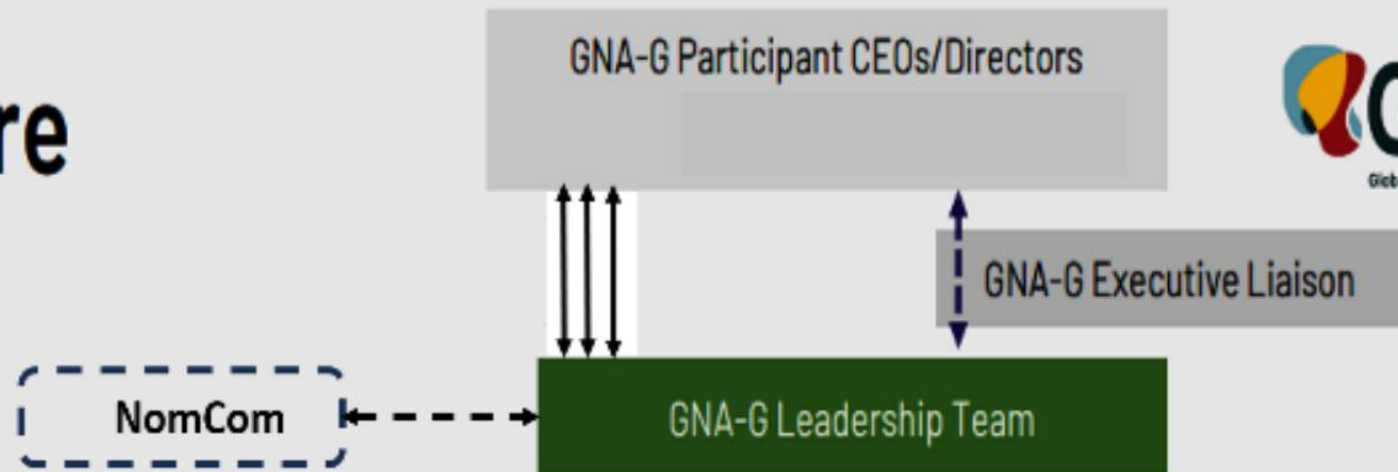 GNA-G Participant CEOs/Directors
re
GNA-G Executive Liaison
NomCom
GNA-G Leadership Team